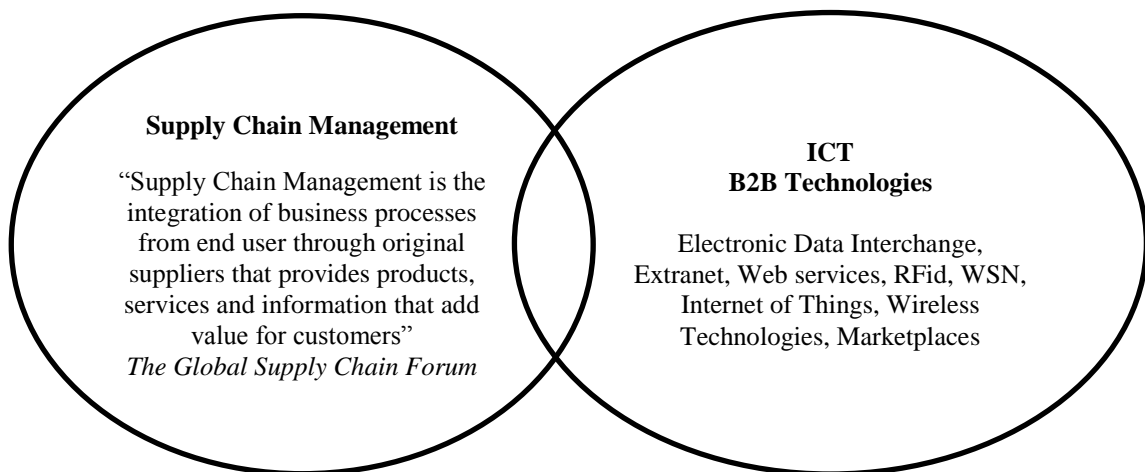 Supply Chain Management
“Supply Chain Management is the
integration of business processes
from end user through original
suppliers that provides products,
services and information that add
value for customers”
The Global Supply Chain Forum
ICT
B2B Technologies
Electronic Data Interchange,
Extranet, Web services, RFid, WSN,
Internet of Things, Wireless
Technologies, Marketplaces